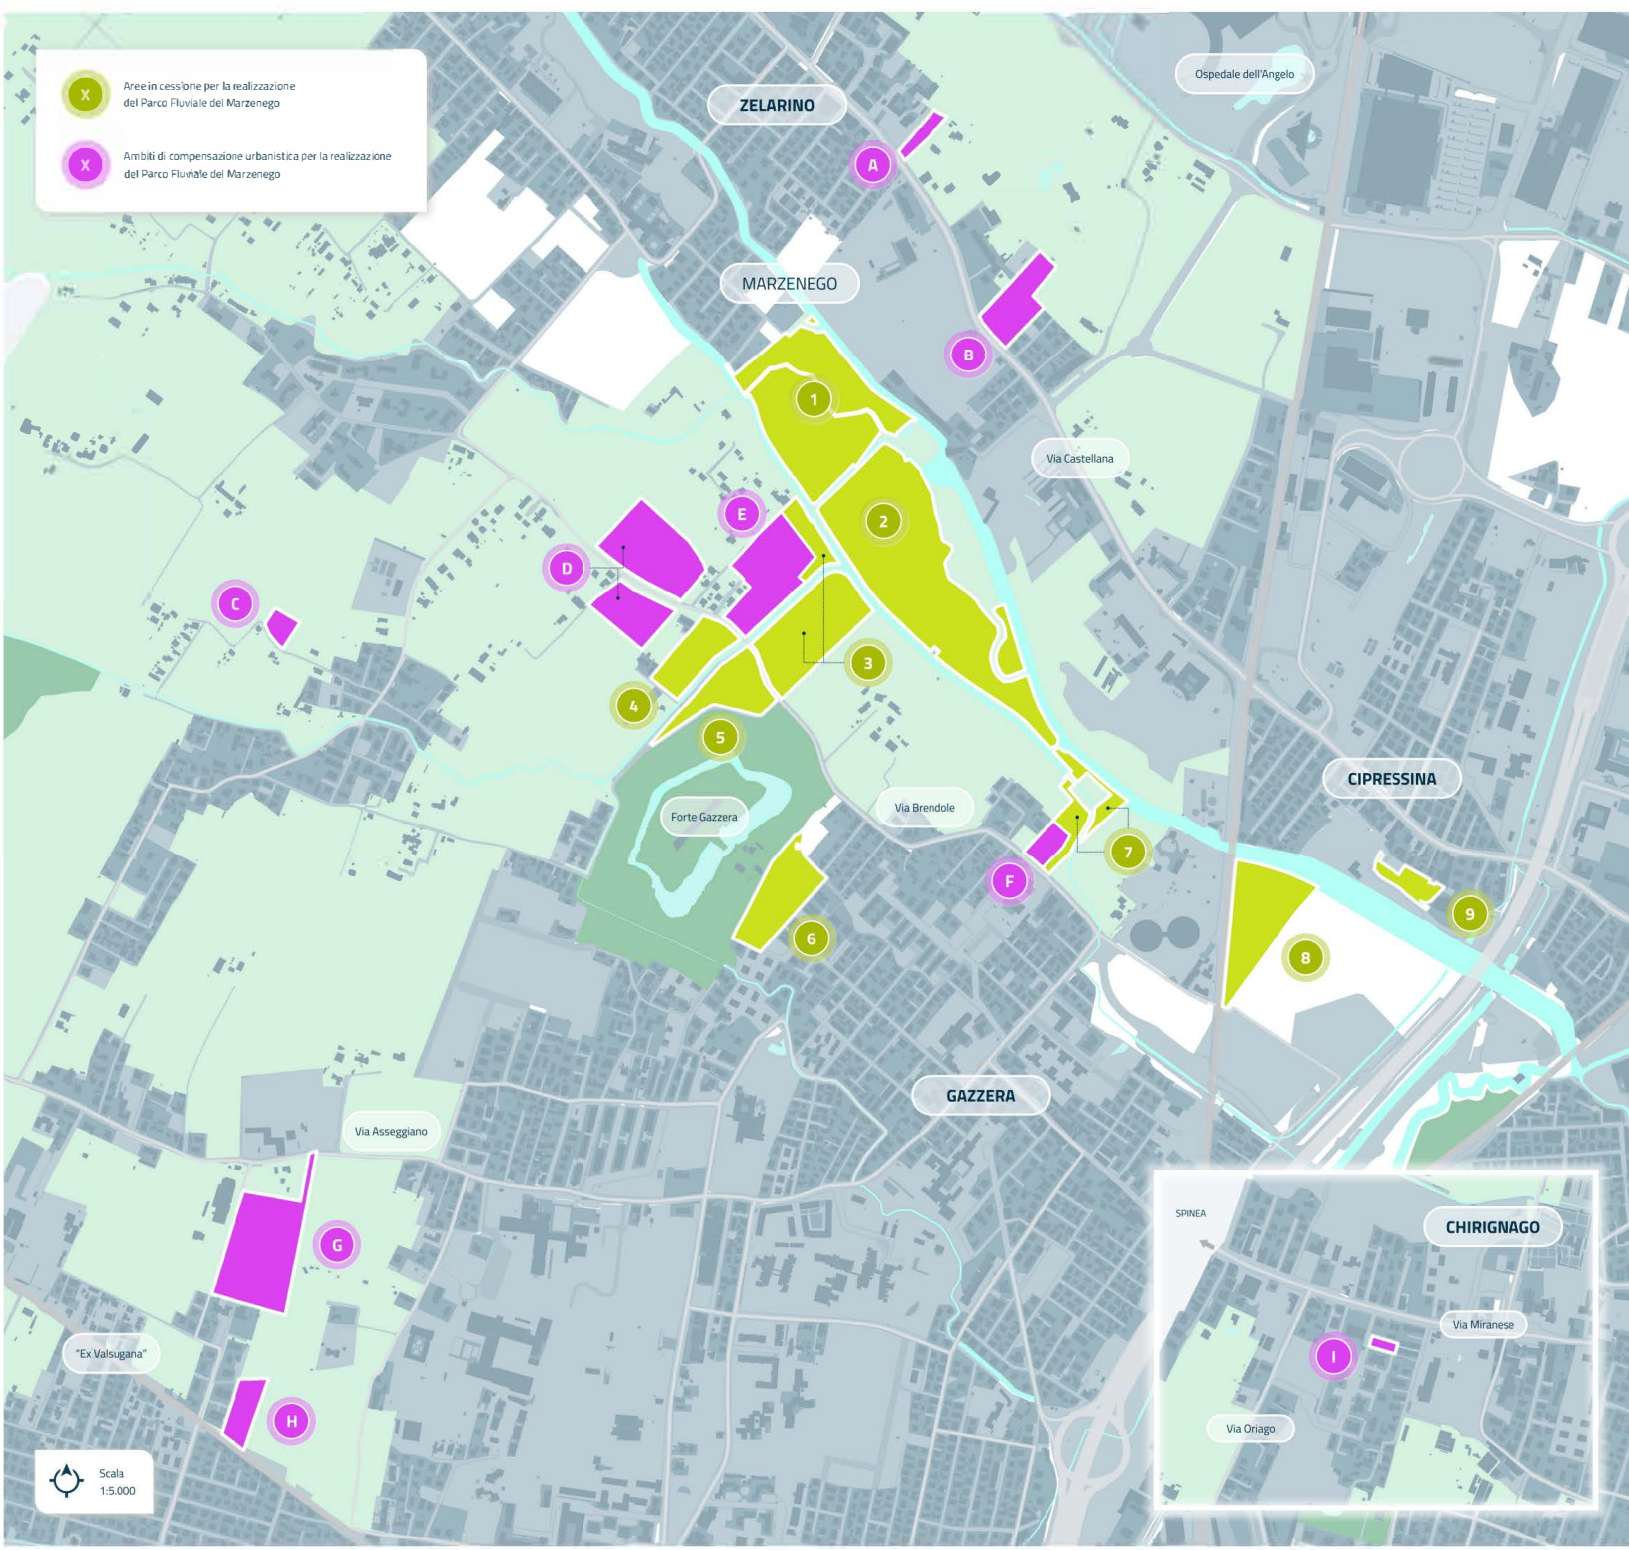 X
Aree in cessione per la realizzazione
del Parco Fluviale del Marzenego
X
Ambiti di compensazione urbanistica per la realizzazione
del Parco Fluviale del Marzenego
Ospedale dell'Angelo
ZELARINO
A
MARZENEGO
B
1
Via Castellana
E
2
D
C
3
4
5
CIPRESSINA
Forte Gazzera
Via Brendole
7
F
9
6
8
GAZZERA
Via Asseggiano
G
"Ex Valsugana"
H
Scala
1:5.000
SPINEA
CHIRIGNAGO
Via Miranese
I
Via Oriago